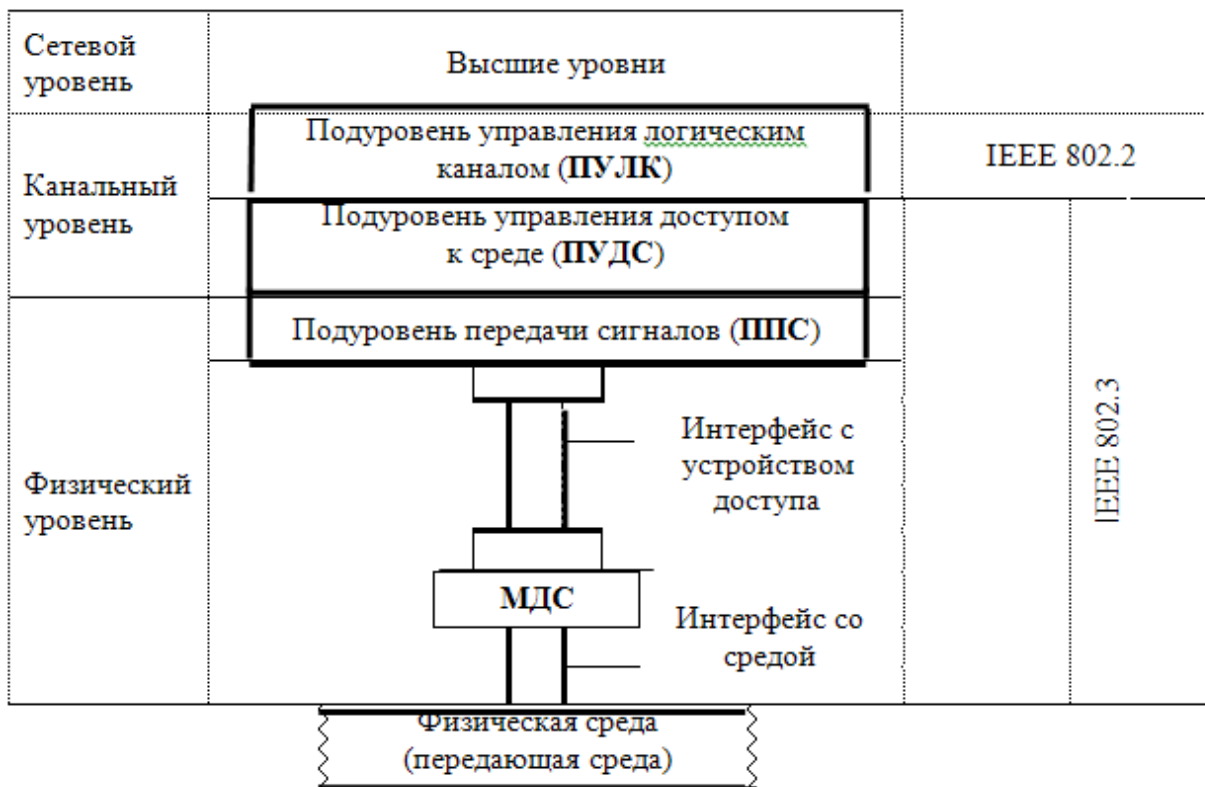 Сетевой
уровень
Высшие уровни
Подуровень управления логическим
каналом (ПУЛК)
IEEE 802.2
Канальный
уровень
Подуровень управления доступом
к среде (ПУДС)
Подуровень передачи сигналов (ППС)
Физический
уровень
Интерфейс с
устройством
доступа
IEEE 802.3
МДС
Интерфейс со
средой
Физическая среда
(передающая среда)